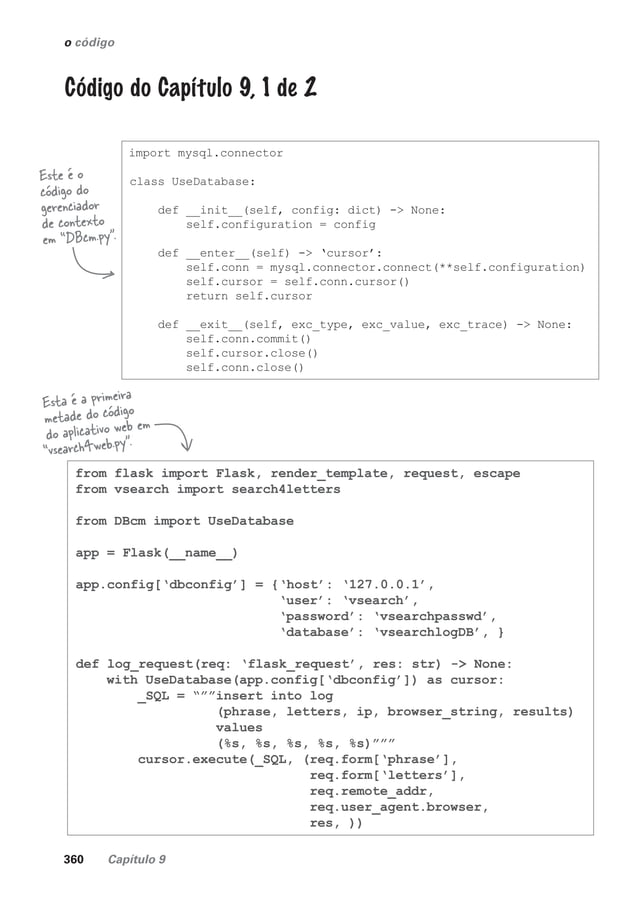 o código
Código do Capítulo 9, 1 de 2
Este é o
código do
gerenciador
de contexto
em “DBcm.py”.
import mysql.connector
class UseDatabase:
    def __init__(self, config: dict) -> None:
        self.configuration = config
    def __enter__(self) -> ‘cursor’:
        self.conn = mysql.connector.connect(**self.configuration)
        self.cursor = self.conn.cursor()
        return self.cursor
    def __exit__(self, exc_type, exc_value, exc_trace) -> None:
        self.conn.commit()
        self.cursor.close()
        self.conn.close()
Esta é a primeira
metade do código
do aplicativo web em
“vsearch4web.py”.
from flask import Flask, render_template, request, escape
from vsearch import search4letters
from DBcm import UseDatabase
app = Flask(__name__)
app.config[‘dbconfig’] = {‘host’: ‘127.0.0.1’,
                          ‘user’: ‘vsearch’,
                          ‘password’: ‘vsearchpasswd’,
                          ‘database’: ‘vsearchlogDB’, }
def log_request(req: ‘flask_request’, res: str) -> None:
    with UseDatabase(app.config[‘dbconfig’]) as cursor:
        _SQL = “””insert into log
                  (phrase, letters, ip, browser_string, results)
                  values
                  (%s, %s, %s, %s, %s)”””
        cursor.execute(_SQL, (req.form[‘phrase’],
                              req.form[‘letters’],
                              req.remote_addr,
                              req.user_agent.browser,
                              res, ))
360 Capítulo 9